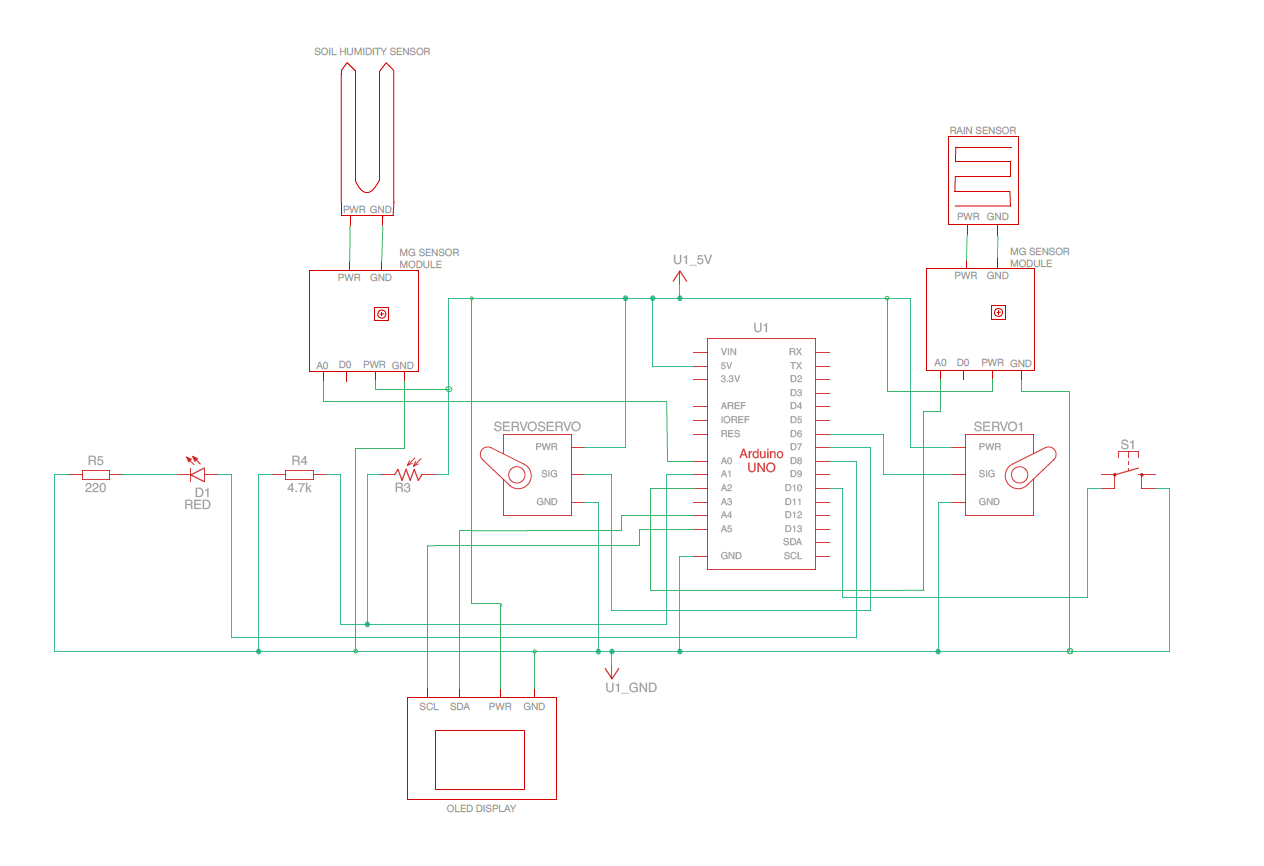 SOIL HUMIDITY SENSOR
PWR GND
MG SENSOR
MODULE
PWR GND
A0 D0 PWR GND
RAIN SENSOR
PWR GND
MG SENSOR
MODULE
PWR GND
A0 D0 PWR GND
U1_5V
U1
VIN RX
5V TX
3.3V D2
D3
AREF D4
IOREF D5
RES D6
D7
A0 D8
A1 D9
A2 D10
A3 D11
A4 D12
A5 D13
SDA
GND SCL
Arduino
UNO
SERVOSERVO
PWR
SIG
GND
SERVO1
PWR
SIG
GND
S1
R5
220
D1
RED
R4
4.7k
R3
U1_GND
SCL SDA PWR GND
OLED DISPLAY